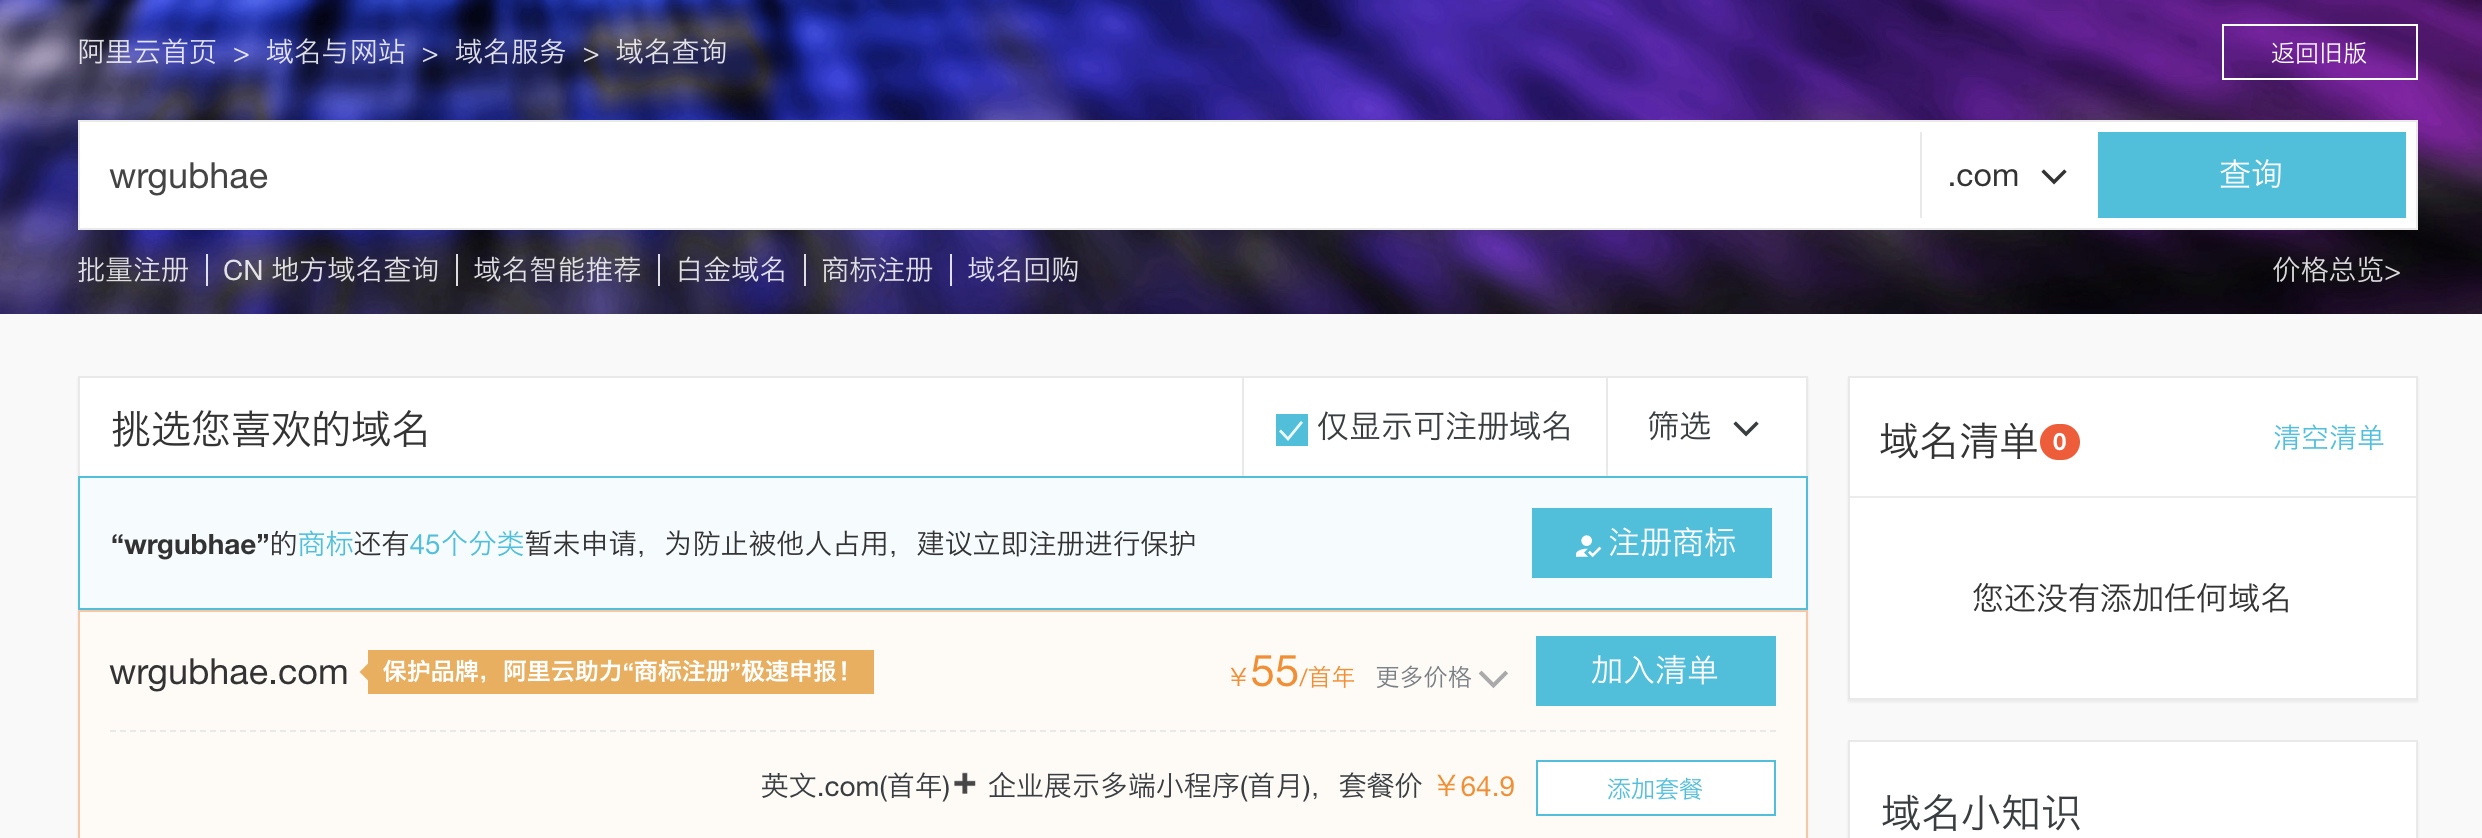 阿里云首页 > 域名与网站 > 域名服务 > 域名查询
返回旧版
wrgubhae
.com
查询
批量注册 | CN 地方域名查询 | 域名智能推荐 | 白金域名 | 商标注册 | 域名回购
价格总览>
挑选您喜欢的域名
仅显示可注册域名
筛选
“wrgubhae”的商标还有45个分类暂未申请，为防止被他人占用，建议立即注册进行保护
注册商标
wrgubhae.com
保护品牌，阿里云助力“商标注册”极速申报！
¥55/首年
更多价格
加入清单
英文.com(首年)+ 企业展示多端小程序(首月)，套餐价 ¥64.9
添加套餐
域名清单0
清空清单
您还没有添加任何域名
域名小知识